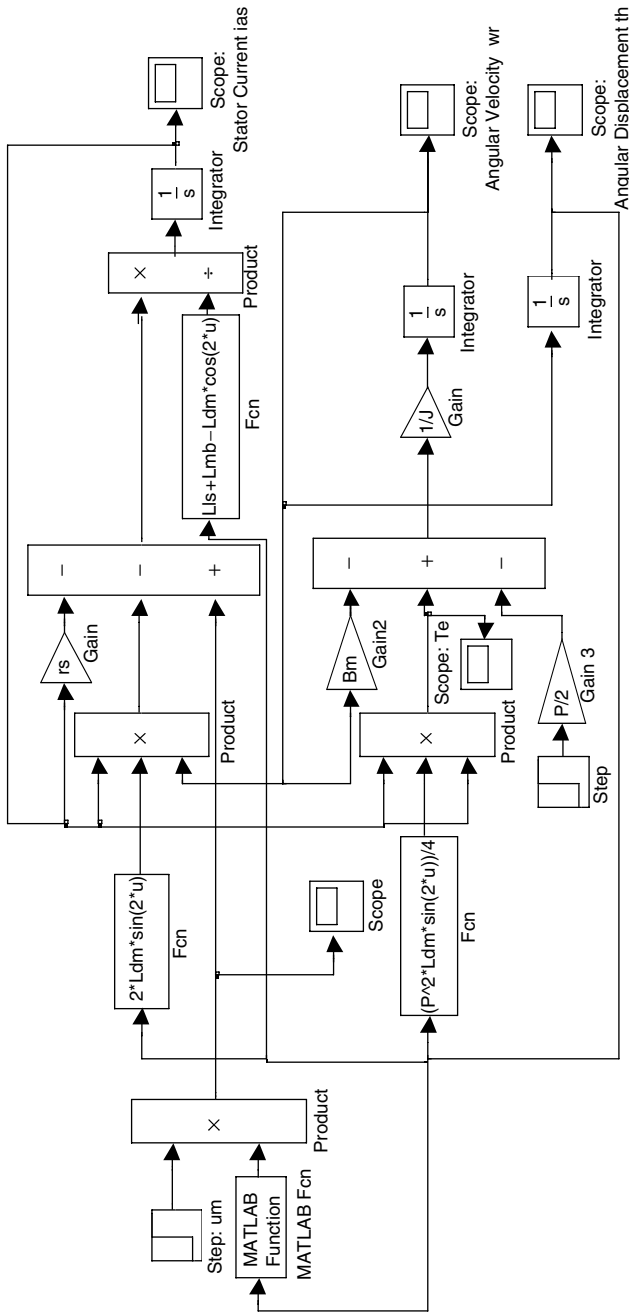 Step: um
MATLAB
Function
MATLAB Fcn
×
Product
2*Ldm*sin(2*u)
Fcn
Scope
(P^2*Ldm*sin(2*u))/4
Fcn
×
Product
rs
Gain
−
−
+
Lls+Lmb−Ldm*cos(2*u)
Fcn
×
÷
Product
1
s
Integrator
Scope:
Stator Current ias
×
Product
Scope: Te
Bm
Gain2
Step
P/2
Gain 3
−
+
−
1/J
Gain
1
s
Integrator
Scope:
Angular Velocity wr
1
s
Integrator
Scope:
Angular Displacement th